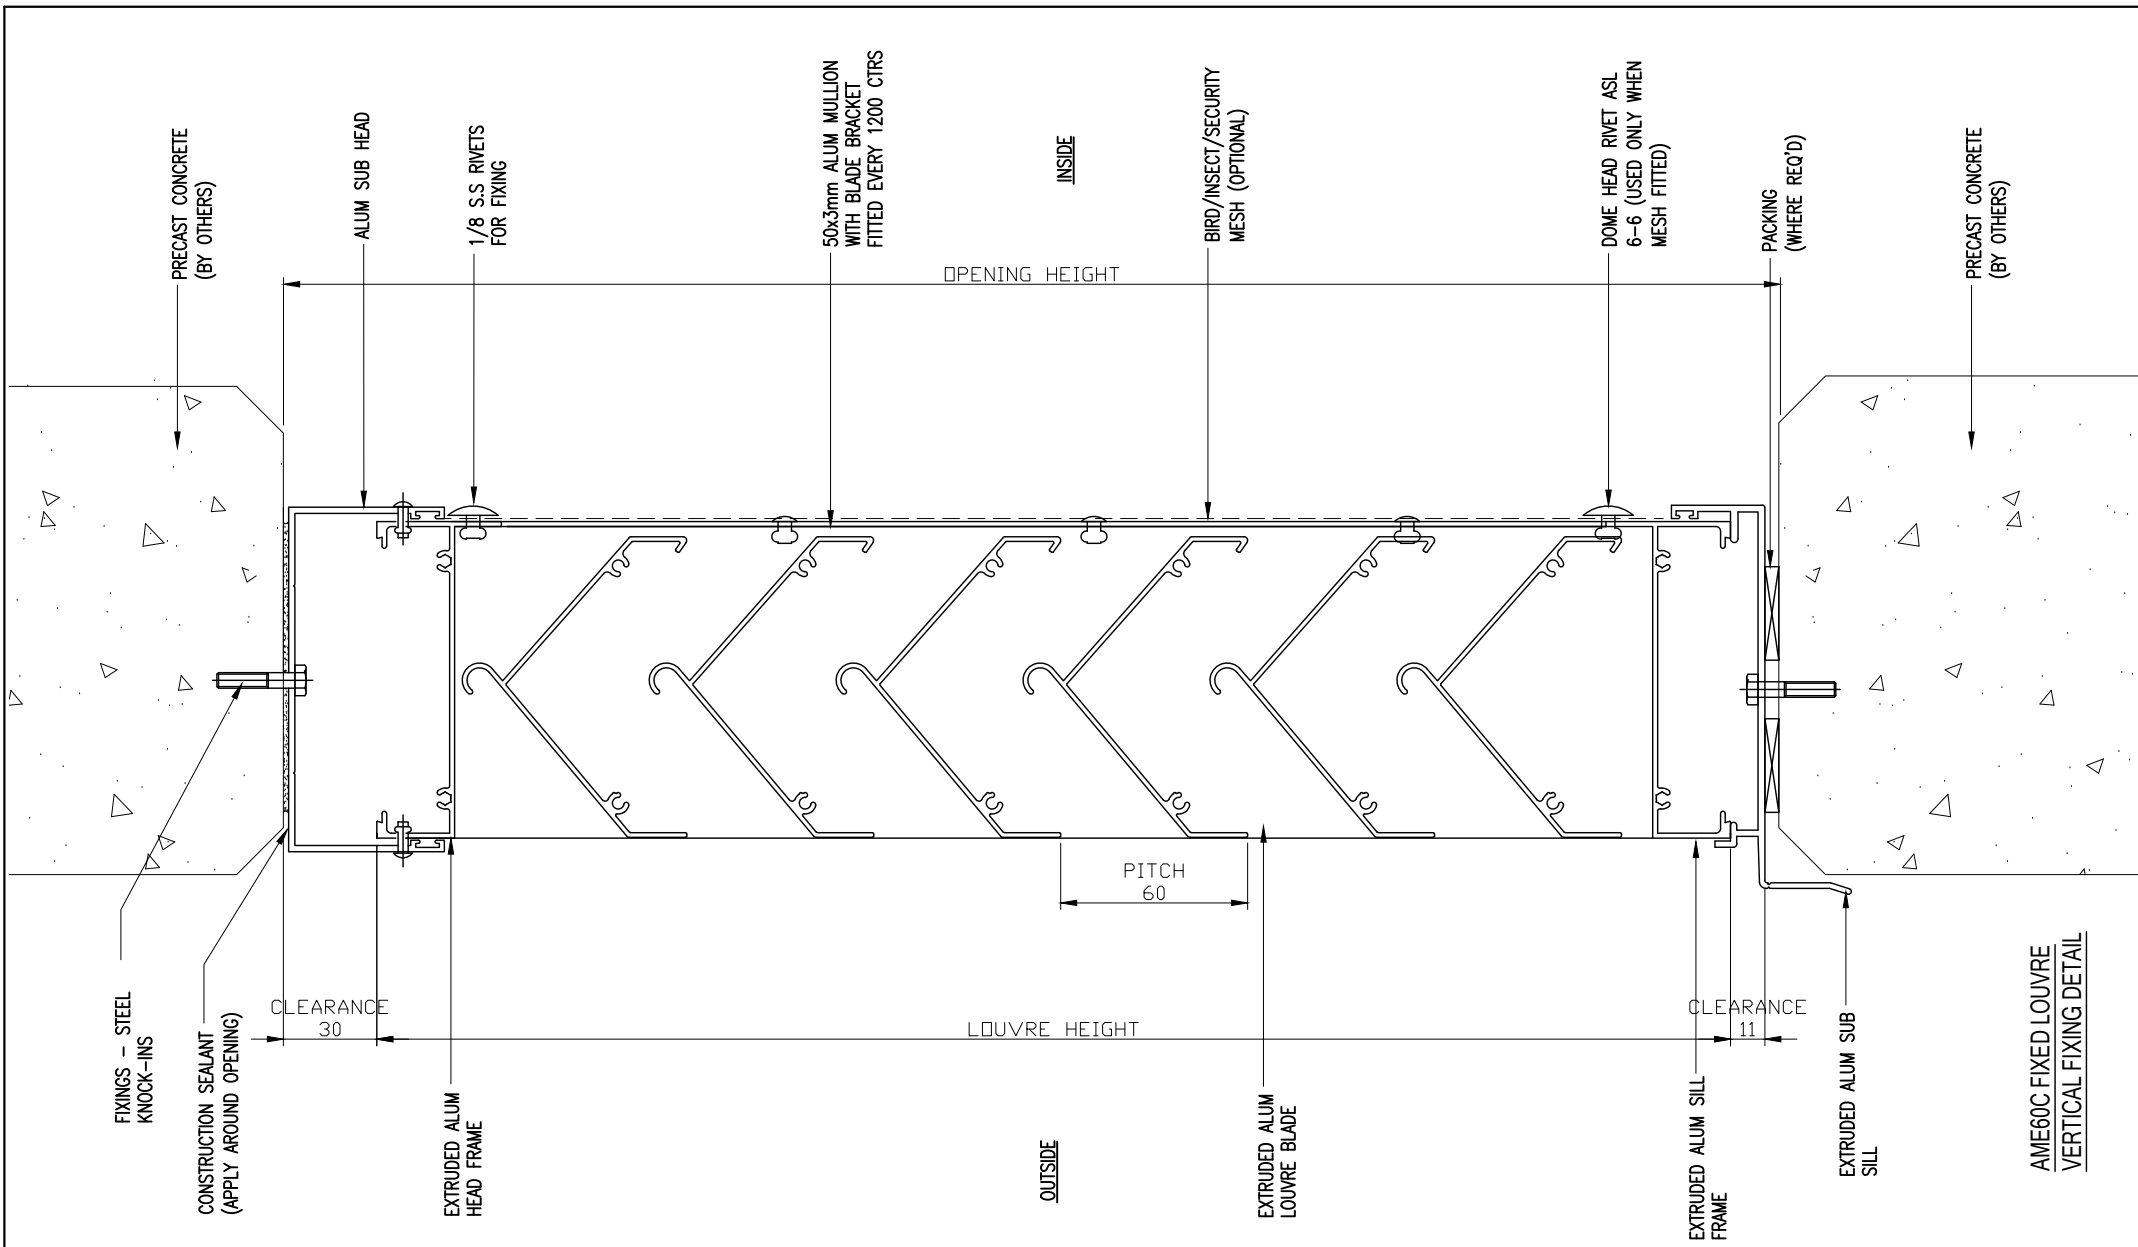 PRECAST CONCRETE
(BY OTHERS)
ALUM SUB HEAD
1/8 S.S RIVETS
FOR FIXING
50x3mm ALUM MULLION
WITH BLADE BRACKET
FITTED EVERY 1200 CTRS
INSIDE
BIRD/INSECT/SECURITY
MESH (OPTIONAL)
DOME HEAD RIVET ASL
6-6 (USED ONLY WHEN
MESH FITTED)
PACKING
(WHERE REQ'D)
PRECAST CONCRETE
(BY OTHERS)
OPENING HEIGHT
PITCH
60
CLEARANCE
30
LOUVRE HEIGHT
CLEARANCE
11
FIXINGS - STEEL
KNOCK-INS
CONSTRUCTION SEALANT
(APPLY AROUND OPENING)
EXTRUDED ALUM
HEAD FRAME
OUTSIDE
EXTRUDED ALUM
LOUVRE BLADE
EXTRUDED ALUM SILL
FRAME
EXTRUDED ALUM SUB
SILL
AME60C FIXED LOUVRE
VERTICAL FIXING DETAIL